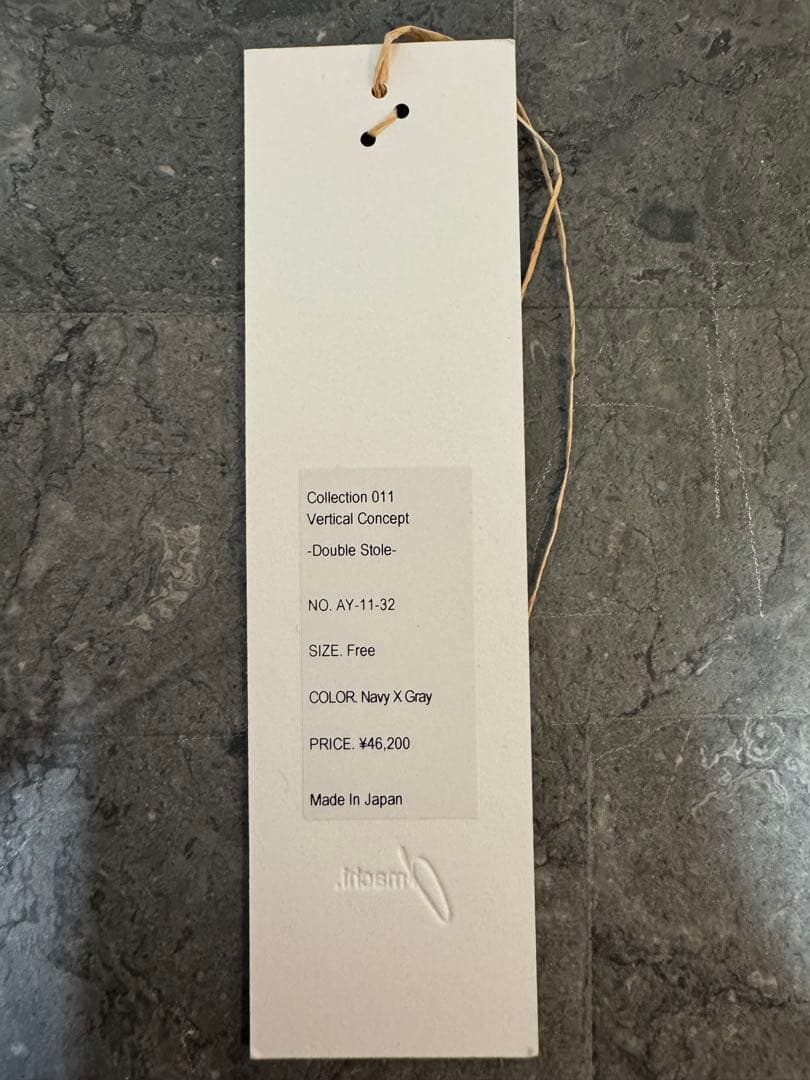 Collection 011
Vertical Concept
-Double Stole-
NO. AY-11-32
SIZE. Free
COLOR. Navy X Gray
PRICE. ¥46,200
Made In Japan
amachi.